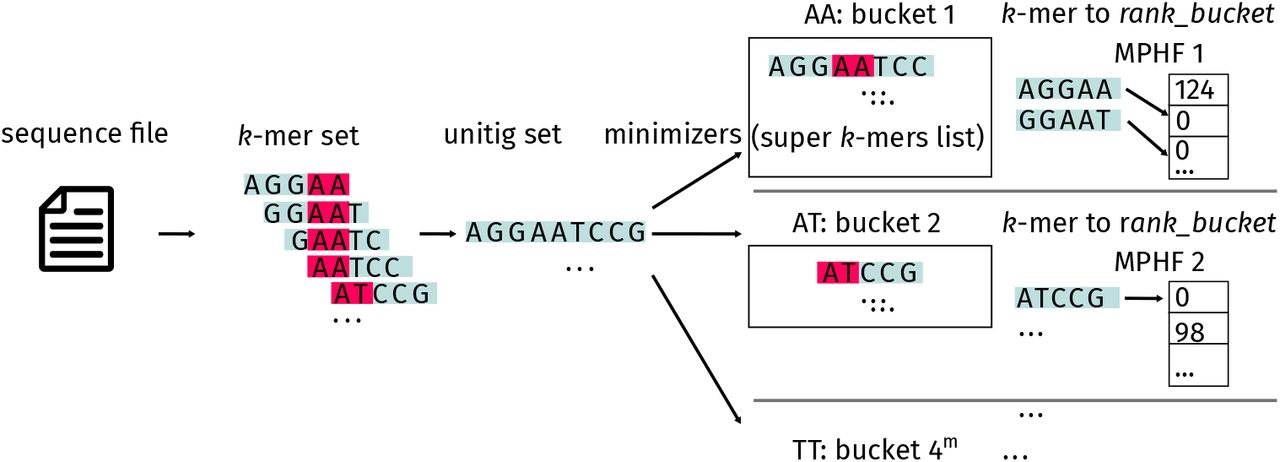 sequence file
k-mer set
AGGAA
GGAAT
GAATC
AATCC
ATCCG
...
unitig set
AGGAATCCG
...
minimizers
AA: bucket 1
AGGAATCC
(super k-mers list)
k-mer to rank_bucket
MPHF 1
AGGAA
GGAAT
124
0
0
...
AT: bucket 2
ATCCG
k-mer to rank_bucket
MPHF 2
ATCCG
...
0
98
...
...
TT: bucket 4ᵐ
...